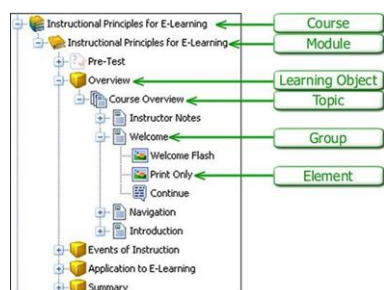 Instructional Principles for E-Learning
Course
Instructional Principles for E-Learning
Module
Pre-Test
Overview
Learning Object
Course Overview
Topic
Instructor Notes
Welcome
Group
Welcome Flash
Print Only
Element
Continue
Navigation
Introduction
Events of Instruction
Application to E-Learning
Summary